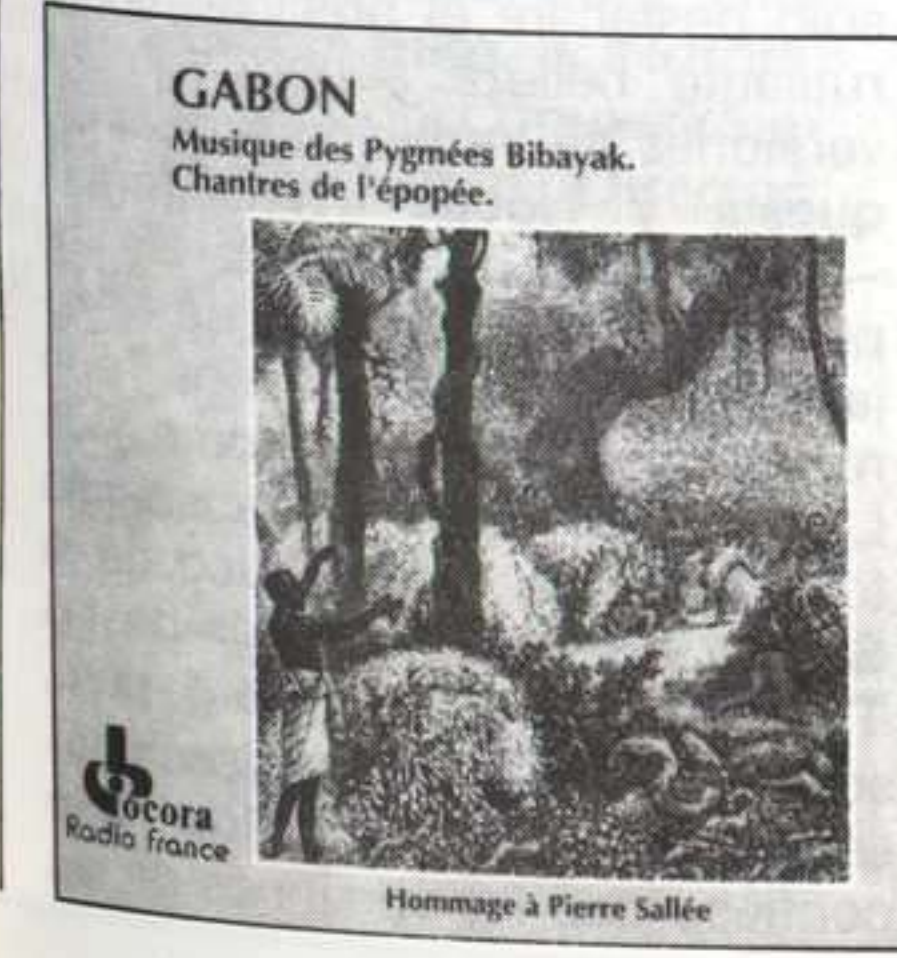 GABON
Musique des Pygmées Bibayak.
Chantres de l'épopée.
ocora
Radio france
Hommage à Pierre Sallée